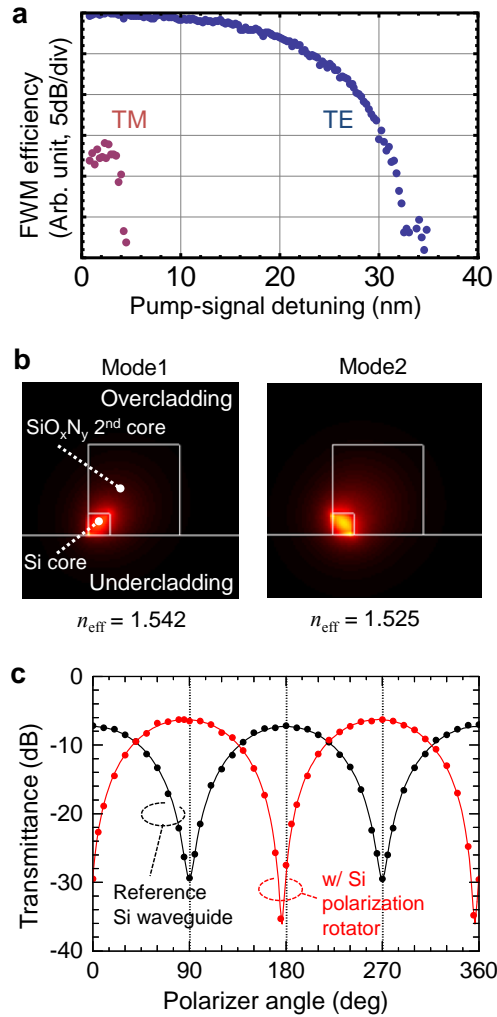 a
FWM efficiency
(Arb. unit, 5dB/div)
TM
TE
0 10 20 30 40
Pump-signal detuning (nm)
b
Mode1 Mode2
Overcladding
SiOxNy 2nd core
Si core
Undercladding
neff = 1.542 neff = 1.525
c
Transmittance (dB)
0
-10
-20
-30
-40
Reference
Si waveguide
w/ Si
polarization
rotator
0 90 180 270 360
Polarizer angle (deg)